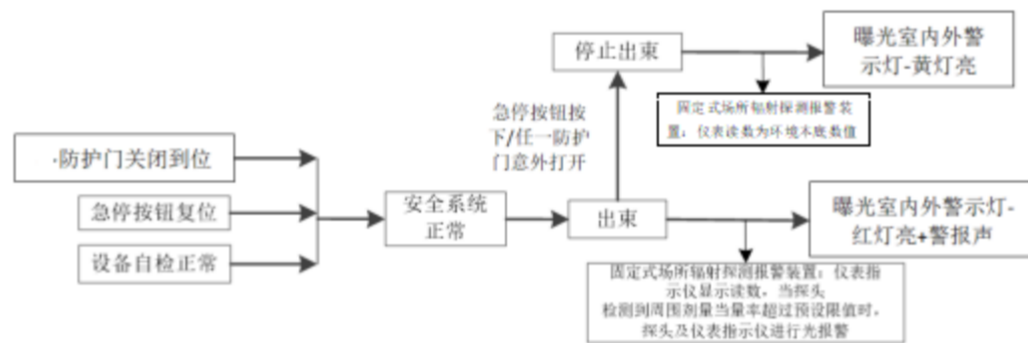 停止出束
曝光室内外警
示灯-黄灯亮
固定式场所辐射探测报警装
置：仪表读数为环境本底数值
急停按钮按
下/任一防护
门意外打开
·防护门关闭到位
急停按钮复位
设备自检正常
安全系统
正常
出束
曝光室内外警示灯-
红灯亮+警报声
固定式场所辐射探测报警装置：仪表指
示仪显示读数，当探头
检测到周围剂量当量率超过预设限值时，
探头及仪表指示仪进行光报警